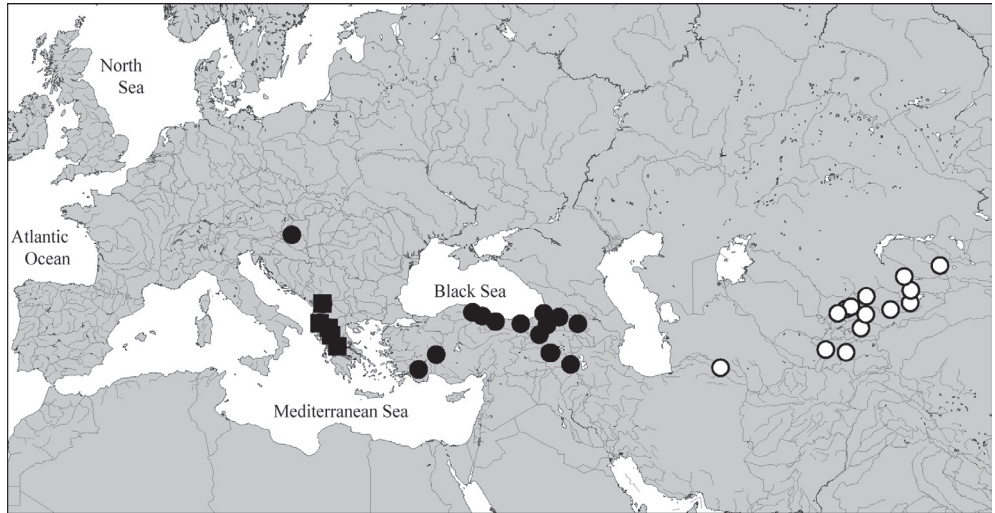 North
Sea
Atlantic
Ocean
Black Sea
Mediterranean Sea